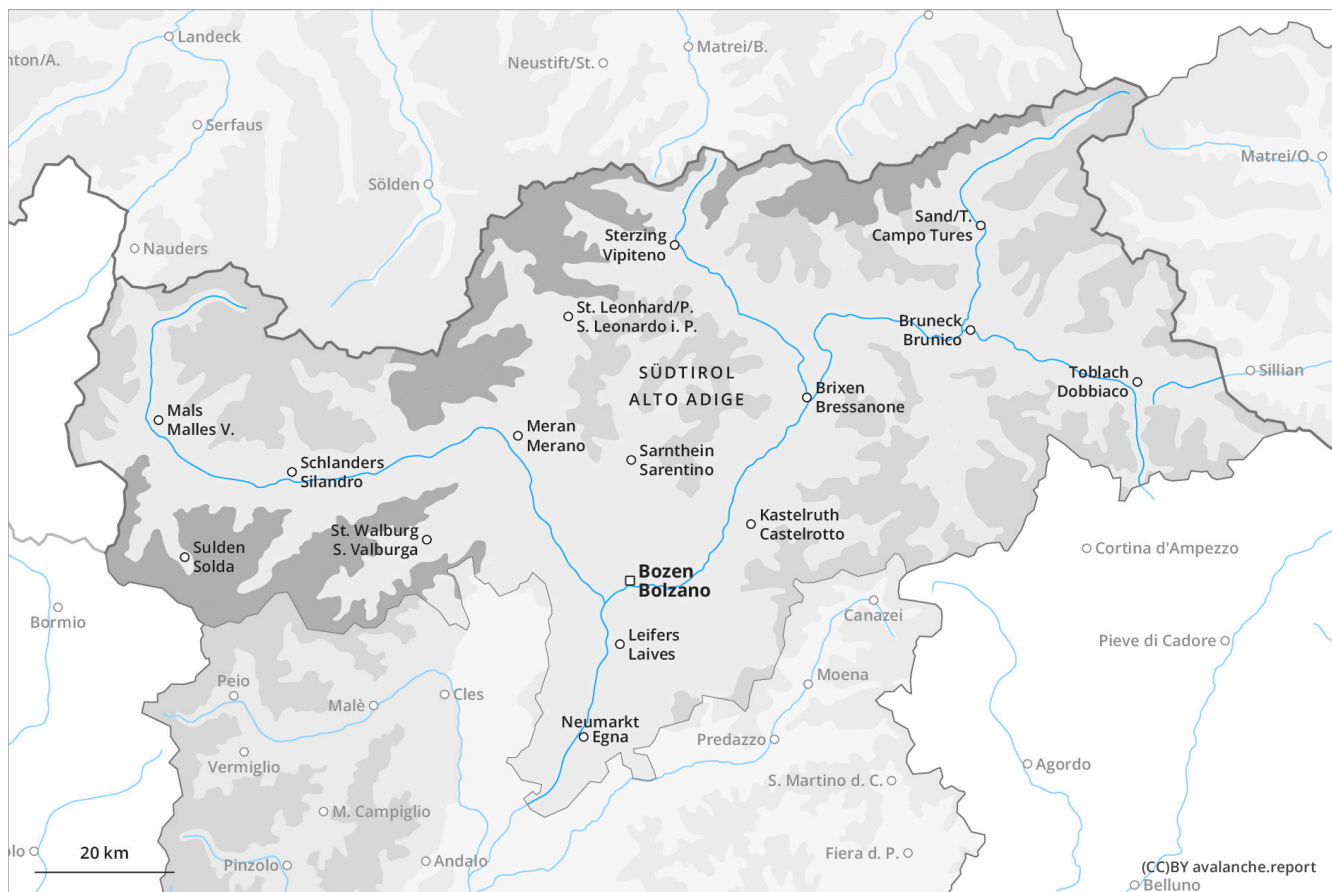 Landeck
nton/A.
Matrei/B.
Neustift/St.
Serfaus
Matrei/O.
Sölden
Sand/T.
Campo Tures
Nauders
Sterzing
Vipiteno
St. Leonhard/P.
S. Leonardo i. P.
Bruneck
Brunico
SÜDTIROL
ALTO ADIGE
Toblach
Dobbiaco
Sillian
Brixen
Bressanone
Mals
Malles V.
Meran
Merano
Sarnthein
Sarentino
Schlanders
Silandro
Kastelruth
Castelrotto
St. Walburg
S. Valburga
Sulden
Solda
Cortina d'Ampezzo
Bozen
Bolzano
Bormio
Canazei
Leifers
Laives
Pieve di Cadore
Peio
Moena
Malè
Cles
Neumarkt
Egna
Predazzo
Vermiglio
Agordo
S. Martino d. C.
M. Campiglio
olo
20 km
Pinzolo
Andalo
Fiera d. P.
(CC)BY avalanche.report
Belluno